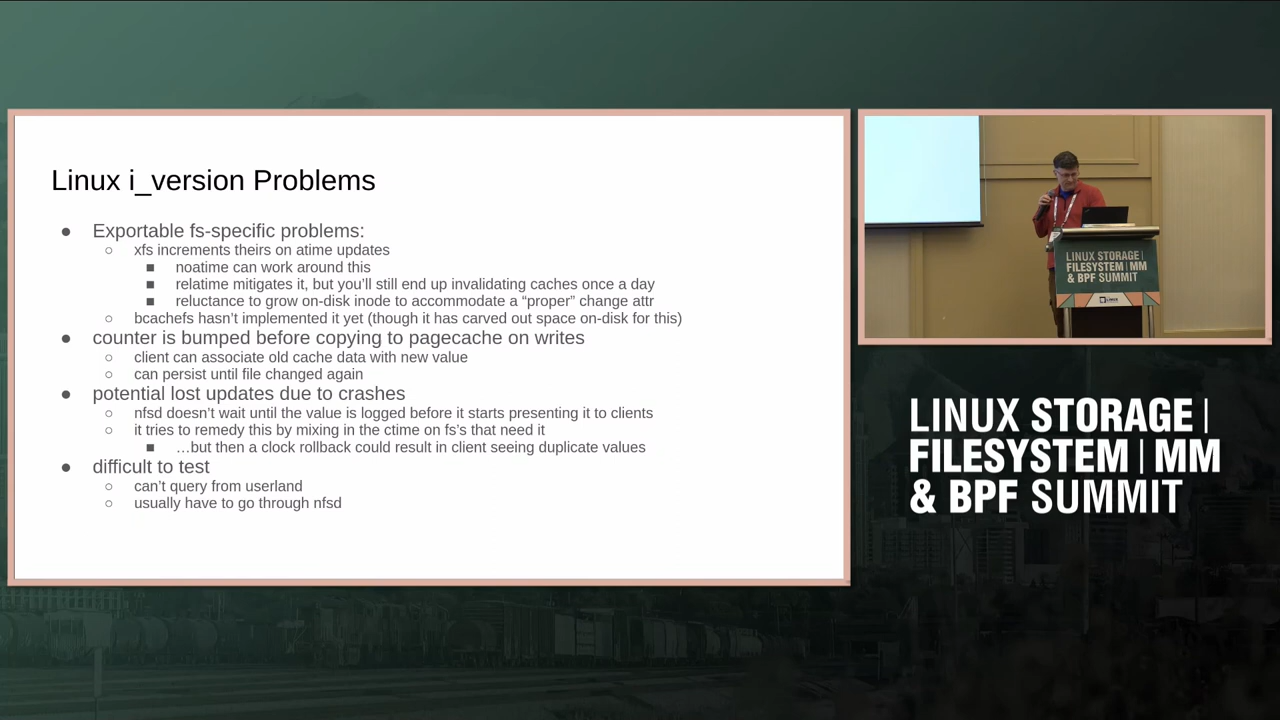 Linux i_version Problems
● Exportable fs-specific problems:
○ xfs increments theirs on atime updates
■ noatime can work around this
■ relatime mitigates it, but you’ll still end up invalidating caches once a day
■ reluctance to grow on-disk inode to accommodate a “proper” change attr
○ bcachefs hasn’t implemented it yet (though it has carved out space on-disk for this)
● counter is bumped before copying to pagecache on writes
○ client can associate old cache data with new value
○ can persist until file changed again
● potential lost updates due to crashes
○ nfsd doesn’t wait until the value is logged before it starts presenting it to clients
○ it tries to remedy this by mixing in the ctime on fs’s that need it
■ …but then a clock rollback could result in client seeing duplicate values
● difficult to test
○ can’t query from userland
○ usually have to go through nfsd
LINUX STORAGE |
FILESYSTEM | MM
& BPF SUMMIT
LINUX STORAGE |
FILESYSTEM | MM
& BPF SUMMIT